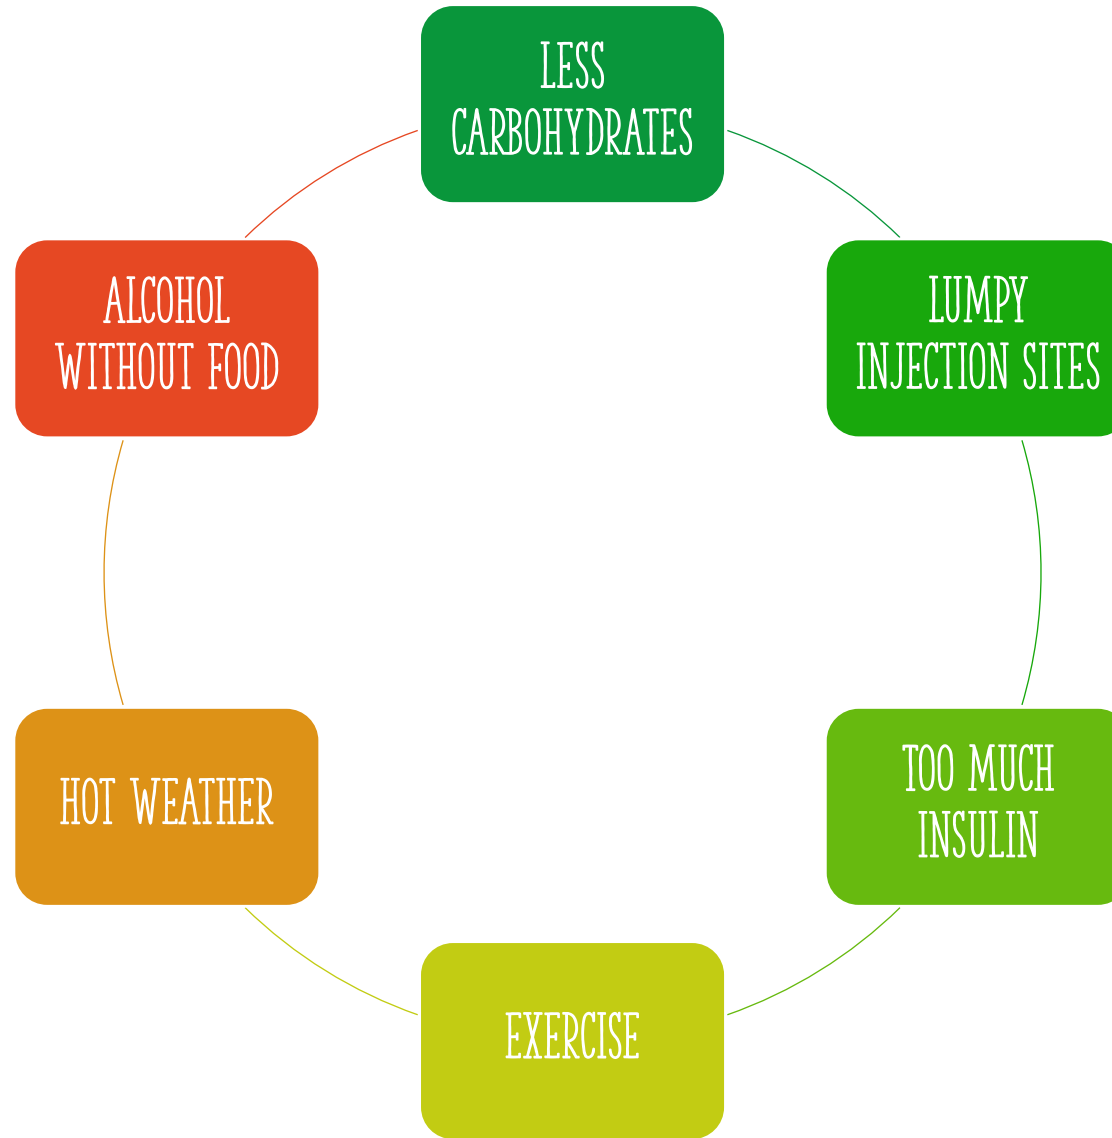 LESS
CARBOHYDRATES
LUMPY
INJECTION SITES
TOO MUCH
INSULIN
EXERCISE
HOT WEATHER
ALCOHOL
WITHOUT FOOD